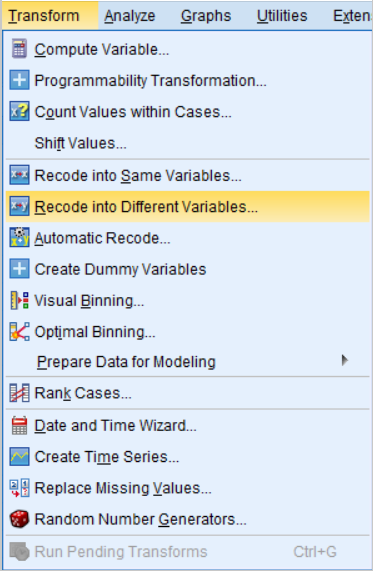 Transform Analyze Graphs Utilities Exten
Compute Variable...
Programmability Transformation...
Count Values within Cases...
Shift Values...
Recode into Same Variables...
Recode into Different Variables...
Automatic Recode...
Create Dummy Variables
Visual Binning...
Optimal Binning...
Prepare Data for Modeling
Rank Cases...
Date and Time Wizard...
Create Time Series...
Replace Missing Values...
Random Number Generators...
Run Pending Transforms Ctrl+G